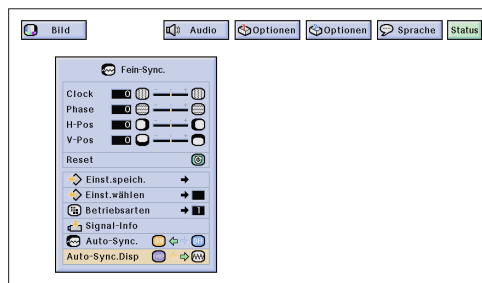 Bild Audio Optionen Optionen Sprache Status
Fein-Sync.
Clock 0
Phase 0
H-Pos 0
V-Pos 0
Reset
Einst.speich.
Einst.wählen
Betriebsarten 1
Signal-Info
Auto-Sync.
Auto-Sync.Disp